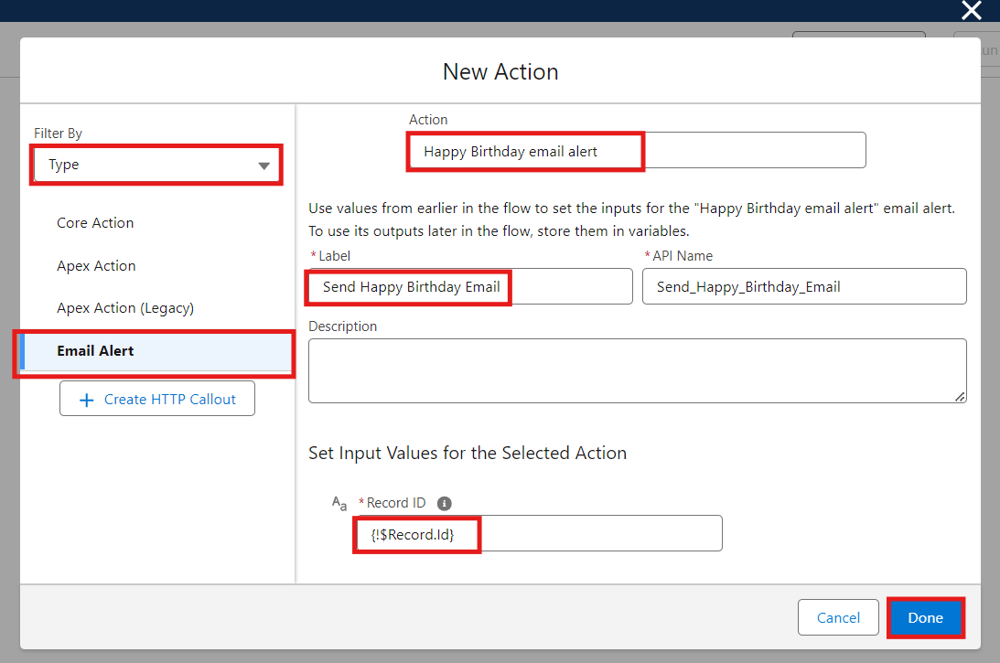 un
New Action
Filter By
Type
Core Action
Apex Action
Apex Action (Legacy)
Email Alert
+ Create HTTP Callout
Action
Happy Birthday email alert
Use values from earlier in the flow to set the inputs for the "Happy Birthday email alert" email alert.
To use its outputs later in the flow, store them in variables.
*Label
Send Happy Birthday Email
*API Name
Send_Happy_Birthday_Email
Description
Set Input Values for the Selected Action
Aa *Record ID i
{!$Record.Id}
Cancel
Done